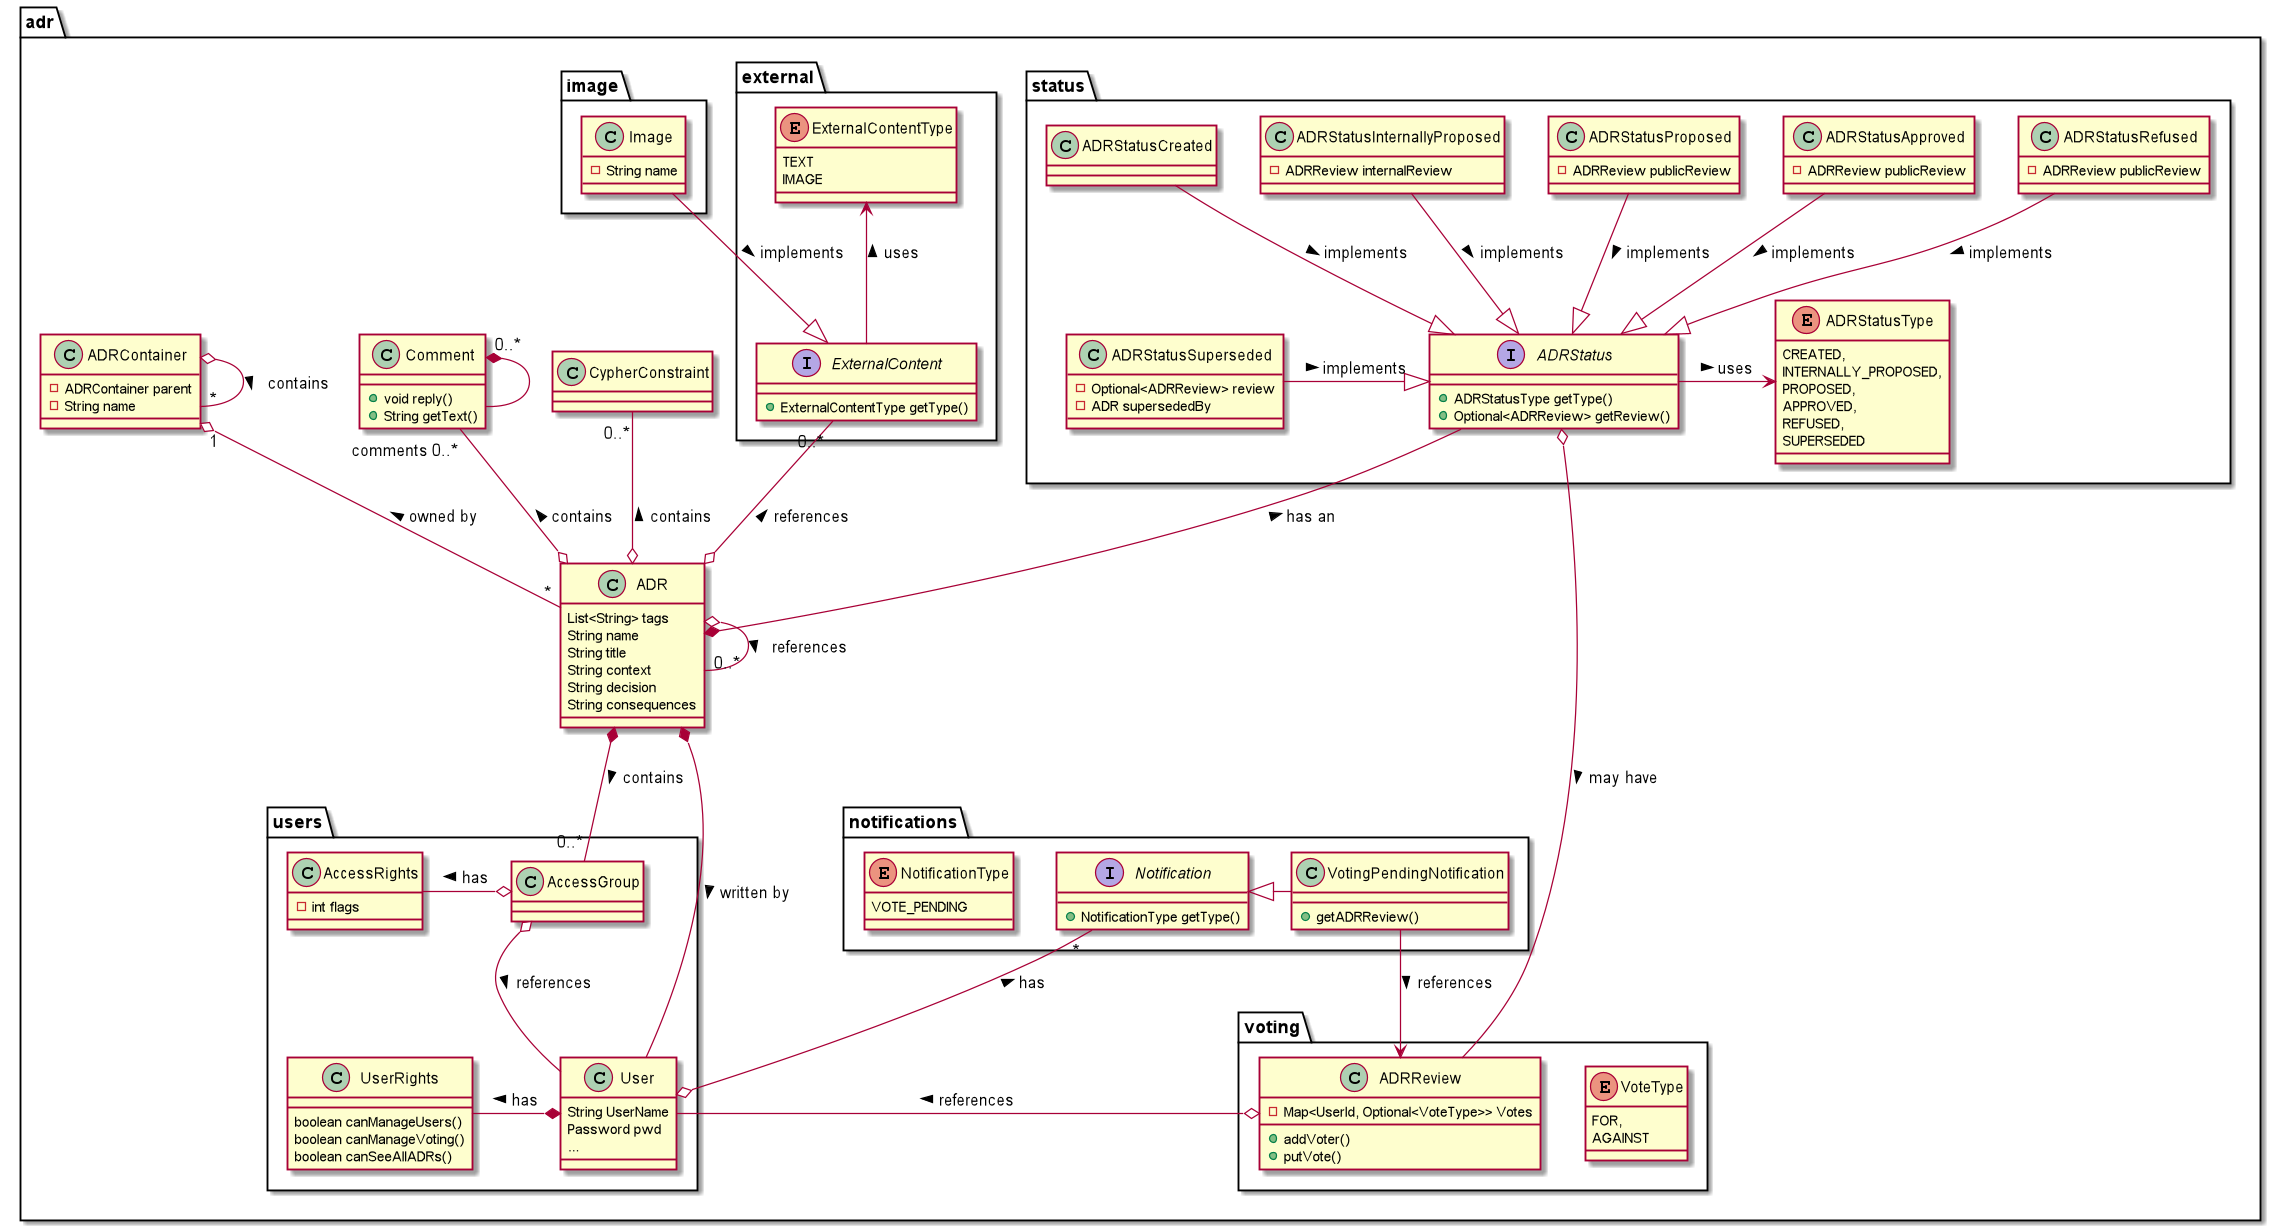 adr
image
C Image
String name
external
E ExternalContentType
TEXT
IMAGE
implements
uses
I ExternalContent
ExternalContentType getType()
status
C ADRStatusCreated
C ADRStatusInternallyProposed
ADRReview internalReview
C ADRStatusProposed
ADRReview publicReview
C ADRStatusApproved
ADRReview publicReview
C ADRStatusRefused
ADRReview publicReview
implements
implements
implements
implements
implements
C ADRStatusSuperseded
Optional<ADRReview> review
ADR supersededBy
implements
I ADRStatus
ADRStatusType getType()
Optional<ADRReview> getReview()
uses
E ADRStatusType
CREATED,
INTERNALLY_PROPOSED,
PROPOSED,
APPROVED,
REFUSED,
SUPERSEDED
C ADRContainer
ADRContainer parent
String name
contains
*
1
C Comment
void reply()
String getText()
0..*
comments 0..*
C CypherConstraint
0..*
0..*
owned by
contains
contains
references
has an
*
C ADR
List<String> tags
String name
String title
String context
String decision
String consequences
0..*
references
contains
may have
0..*
written by
users
C AccessRights
int flags
has
C AccessGroup
references
C UserRights
boolean canManageUsers()
boolean canManageVoting()
boolean canSeeAllADRs()
has
C User
String UserName
Password pwd
...
notifications
E NotificationType
VOTE_PENDING
I Notification
NotificationType getType()
C VotingPendingNotification
getADRReview()
*
has
references
references
voting
C ADRReview
Map<UserId, Optional<VoteType>> Votes
addVoter()
putVote()
E VoteType
FOR,
AGAINST